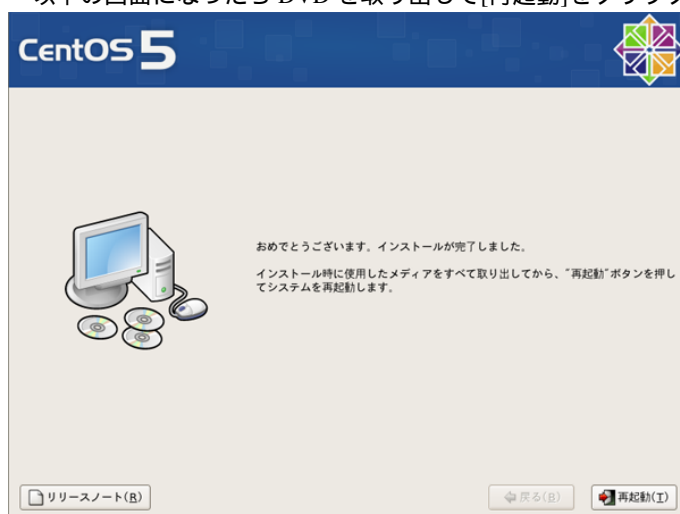 以下の画面になったら DVD を取り出して[再起動]をクリック
CentOS 5
おめでとうございます。インストールが完了しました。
インストール時に使用したメディアをすべて取り出してから、"再起動"ボタンを押し
てシステムを再起動します。
リリースノート(R)
戻る(B)
再起動(T)